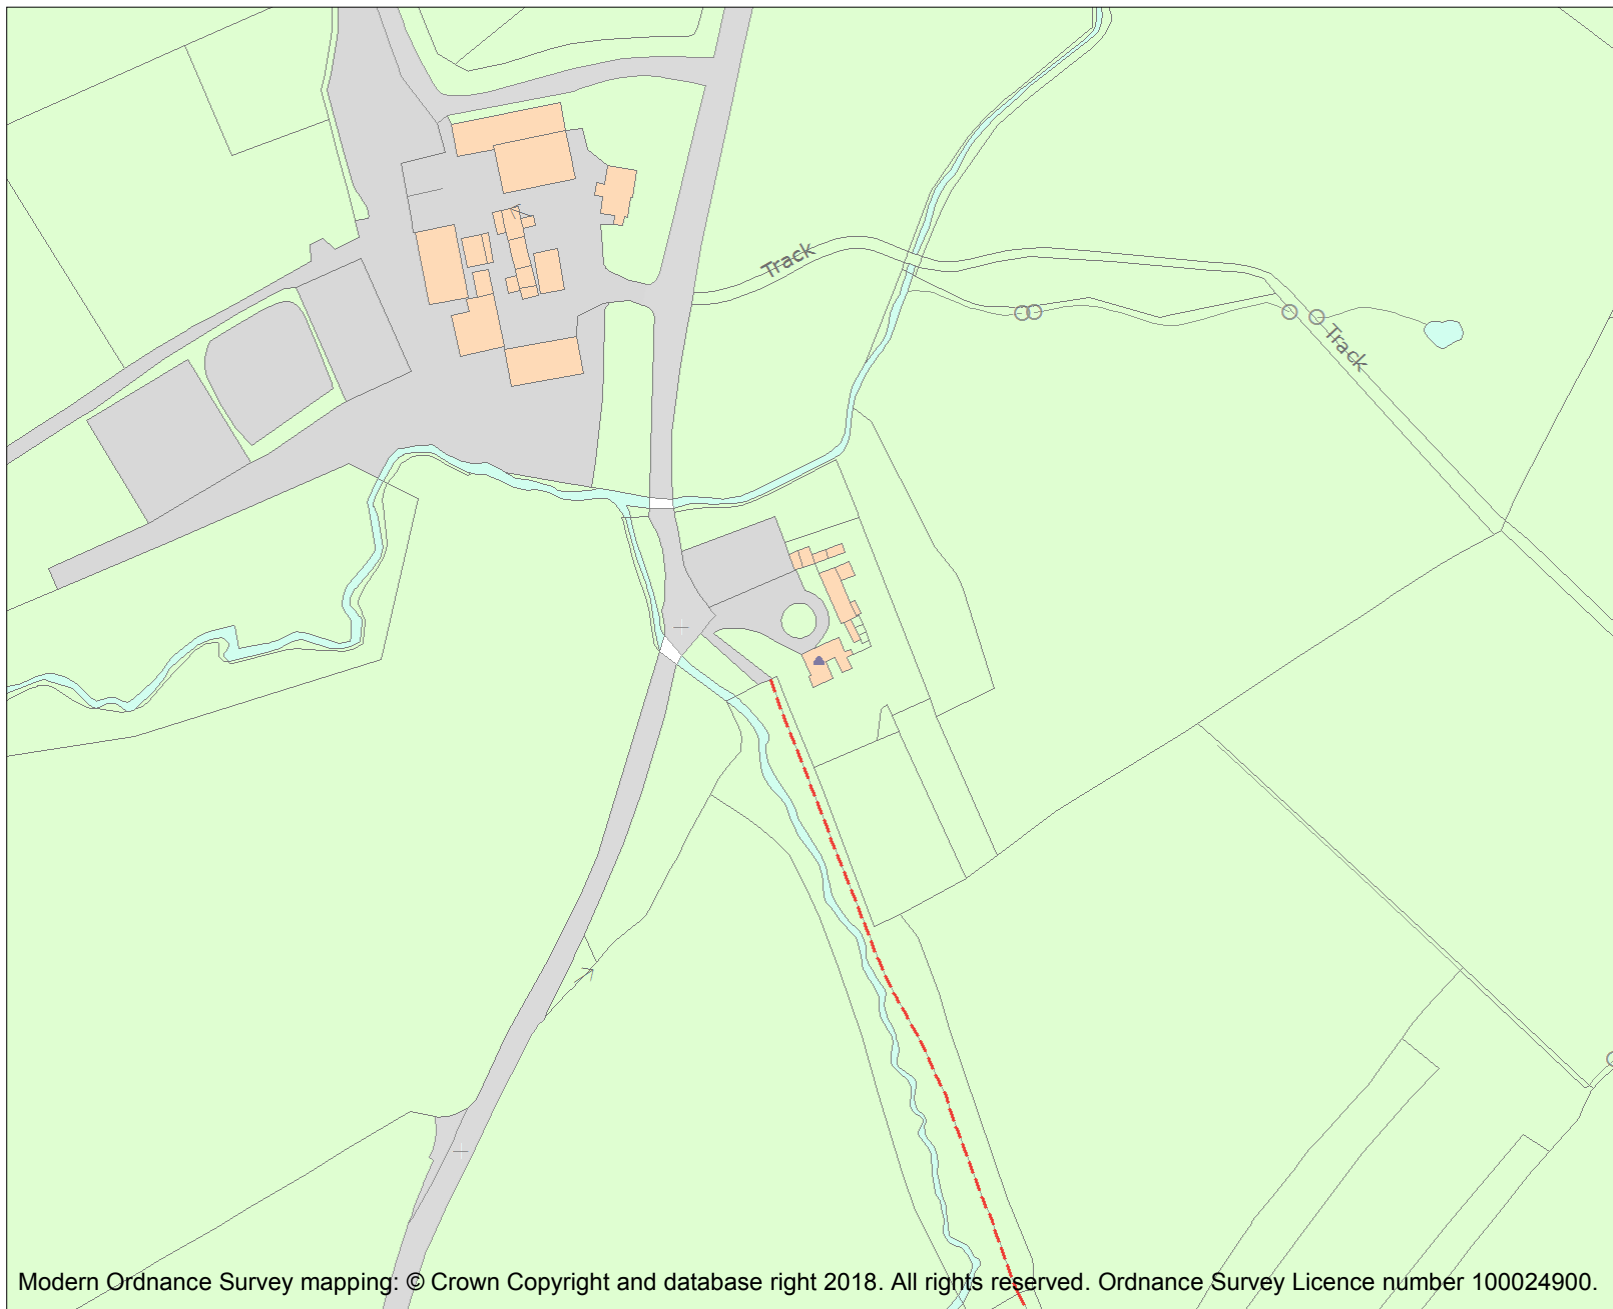 Track
Track
Modern Ordnance Survey mapping: © Crown Copyright and database right 2018. All rights reserved. Ordnance Survey Licence number 100024900.